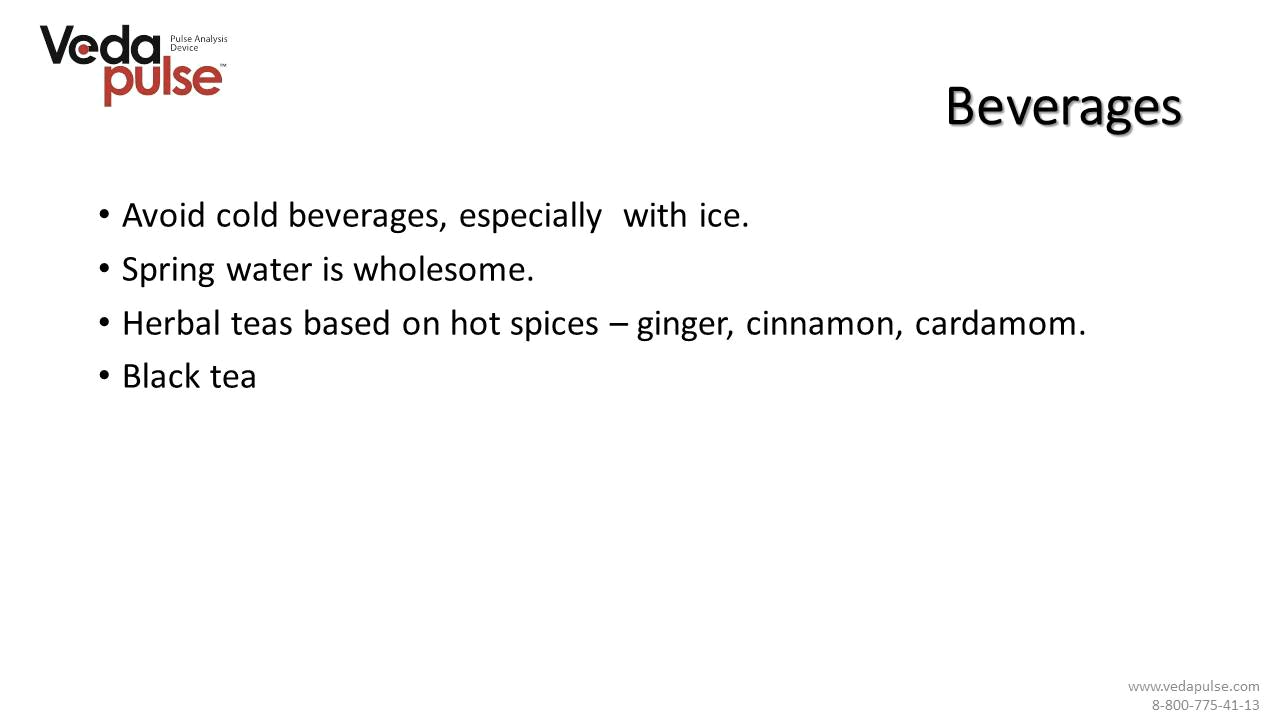 Veda
pulse™
Pulse Analysis
Device
Beverages
• Avoid cold beverages, especially  with ice.
• Spring water is wholesome.
• Herbal teas based on hot spices – ginger, cinnamon, cardamom.
• Black tea
www.vedapulse.com
8-800-775-41-13